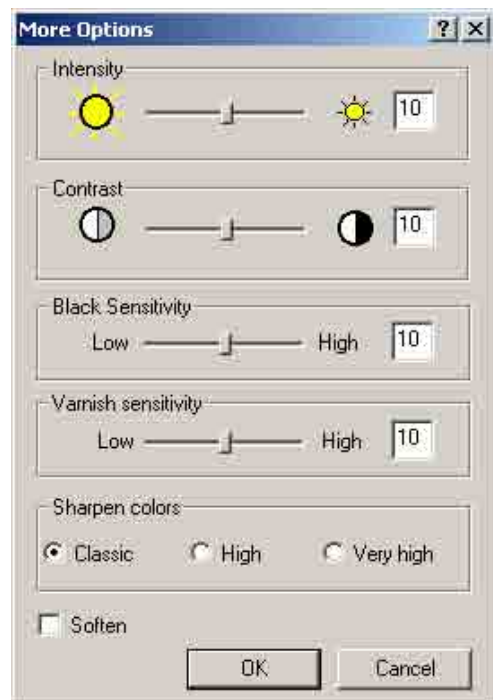 More Options
Intensity
10
Contrast
10
Black Sensitivity
Low High 10
Varnish sensitivity
Low High 10
Sharpen colors
Classic High Very high
Soften
OK Cancel